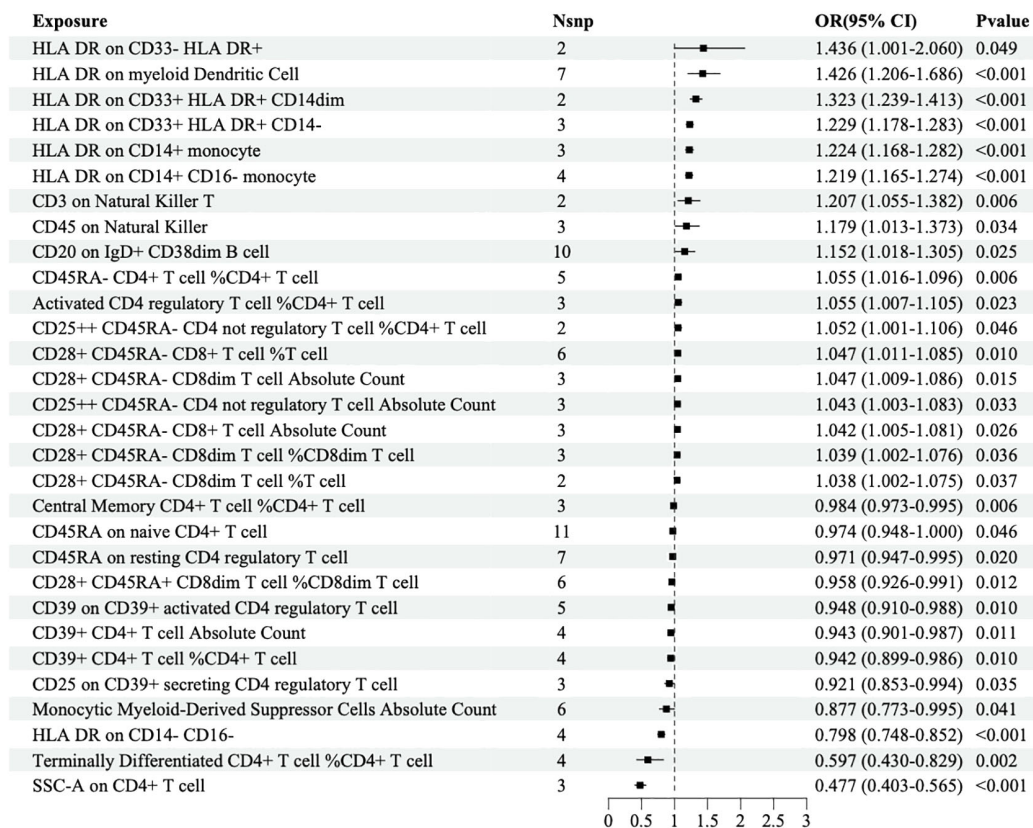 Exposure Nsnp OR(95% CI) Pvalue
HLA DR on CD33- HLA DR+ 2 1.436 (1.001-2.060) 0.049
HLA DR on myeloid Dendritic Cell 7 1.426 (1.206-1.686) <0.001
HLA DR on CD33+ HLA DR+ CD14dim 2 1.323 (1.239-1.413) <0.001
HLA DR on CD33+ HLA DR+ CD14- 3 1.229 (1.178-1.283) <0.001
HLA DR on CD14+ monocyte 3 1.224 (1.168-1.282) <0.001
HLA DR on CD14+ CD16- monocyte 4 1.219 (1.165-1.274) <0.001
CD3 on Natural Killer T 2 1.207 (1.055-1.382) 0.006
CD45 on Natural Killer 3 1.179 (1.013-1.373) 0.034
CD20 on IgD+ CD38dim B cell 10 1.152 (1.018-1.305) 0.025
CD45RA- CD4+ T cell %CD4+ T cell 5 1.055 (1.016-1.096) 0.006
Activated CD4 regulatory T cell %CD4+ T cell 3 1.055 (1.007-1.105) 0.023
CD25++ CD45RA- CD4 not regulatory T cell %CD4+ T cell 2 1.052 (1.001-1.106) 0.046
CD28+ CD45RA- CD8+ T cell %T cell 6 1.047 (1.011-1.085) 0.010
CD28+ CD45RA- CD8dim T cell Absolute Count 3 1.047 (1.009-1.086) 0.015
CD25++ CD45RA- CD4 not regulatory T cell Absolute Count 3 1.043 (1.003-1.083) 0.033
CD28+ CD45RA- CD8+ T cell Absolute Count 3 1.042 (1.005-1.081) 0.026
CD28+ CD45RA- CD8dim T cell %CD8dim T cell 3 1.039 (1.002-1.076) 0.036
CD28+ CD45RA- CD8dim T cell %T cell 2 1.038 (1.002-1.075) 0.037
Central Memory CD4+ T cell %CD4+ T cell 3 0.984 (0.973-0.995) 0.006
CD45RA on naive CD4+ T cell 11 0.974 (0.948-1.000) 0.046
CD45RA on resting CD4 regulatory T cell 7 0.971 (0.947-0.995) 0.020
CD28+ CD45RA+ CD8dim T cell %CD8dim T cell 6 0.958 (0.926-0.991) 0.012
CD39 on CD39+ activated CD4 regulatory T cell 5 0.948 (0.910-0.988) 0.010
CD39+ CD4+ T cell Absolute Count 4 0.943 (0.901-0.987) 0.011
CD39+ CD4+ T cell %CD4+ T cell 4 0.942 (0.899-0.986) 0.010
CD25 on CD39+ secreting CD4 regulatory T cell 3 0.921 (0.853-0.994) 0.035
Monocytic Myeloid-Derived Suppressor Cells Absolute Count 6 0.877 (0.773-0.995) 0.041
HLA DR on CD14- CD16- 4 0.798 (0.748-0.852) <0.001
Terminally Differentiated CD4+ T cell %CD4+ T cell 4 0.597 (0.430-0.829) 0.002
SSC-A on CD4+ T cell 3 0.477 (0.403-0.565) <0.001
0 0.5 1 1.5 2 2.5 3